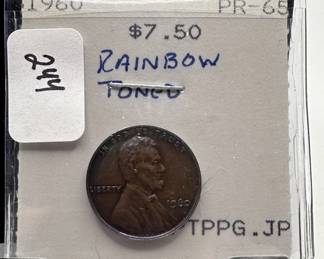 1960 PR-65
$7.50
RAINBOW
TONED
244
LIBERTY
1960
TPPG.JP